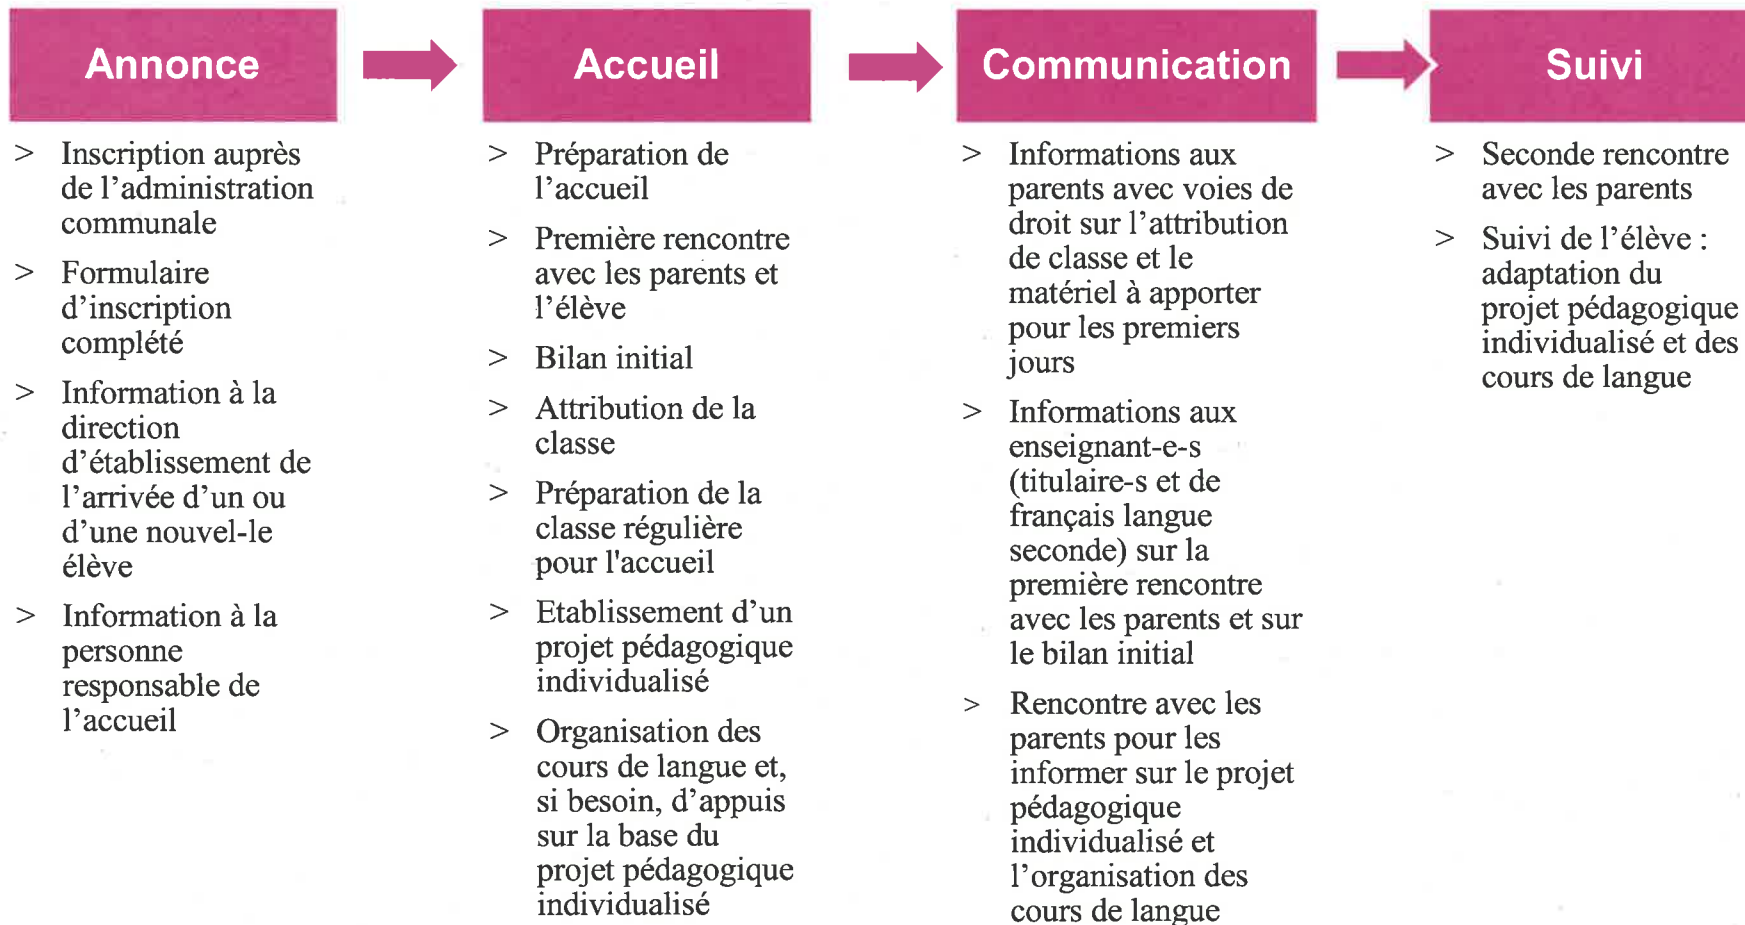 Annonce
> Inscription auprès
de l’administration
communale
> Formulaire
d’inscription
complété
> Information à la
direction
d’établissement de
l’arrivée d’un ou
d’une nouvel-le
élève
> Information à la
personne
responsable de
l’accueil
Accueil
> Préparation de
l’accueil
> Première rencontre
avec les parents et
l’élève
> Bilan initial
> Attribution de la
classe
> Préparation de la
classe régulière
pour l'accueil
> Etablissement d’un
projet pédagogique
individualisé
> Organisation des
cours de langue et,
si besoin, d’appuis
sur la base du
projet pédagogique
individualisé
Communication
> Informations aux
parents avec voies de
droit sur l’attribution
de classe et le
matériel à apporter
pour les premiers
jours
> Informations aux
enseignant-e-s
(titulaire-s et de
français langue
seconde) sur la
première rencontre
avec les parents et sur
le bilan initial
> Rencontre avec les
parents pour les
informer sur le projet
pédagogique
individualisé et
l’organisation des
cours de langue
Suivi
> Seconde rencontre
avec les parents
> Suivi de l’élève :
adaptation du
projet pédagogique
individualisé et des
cours de langue